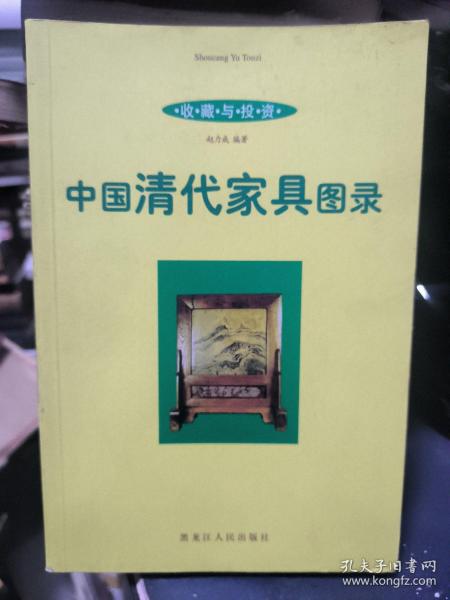 Shoucang Yu Touzi
·收·藏·与·投·资·
赵力成 编著
中国清代家具图录
黑龙江人民出版社
孔夫子旧书网
www.kongfz.com